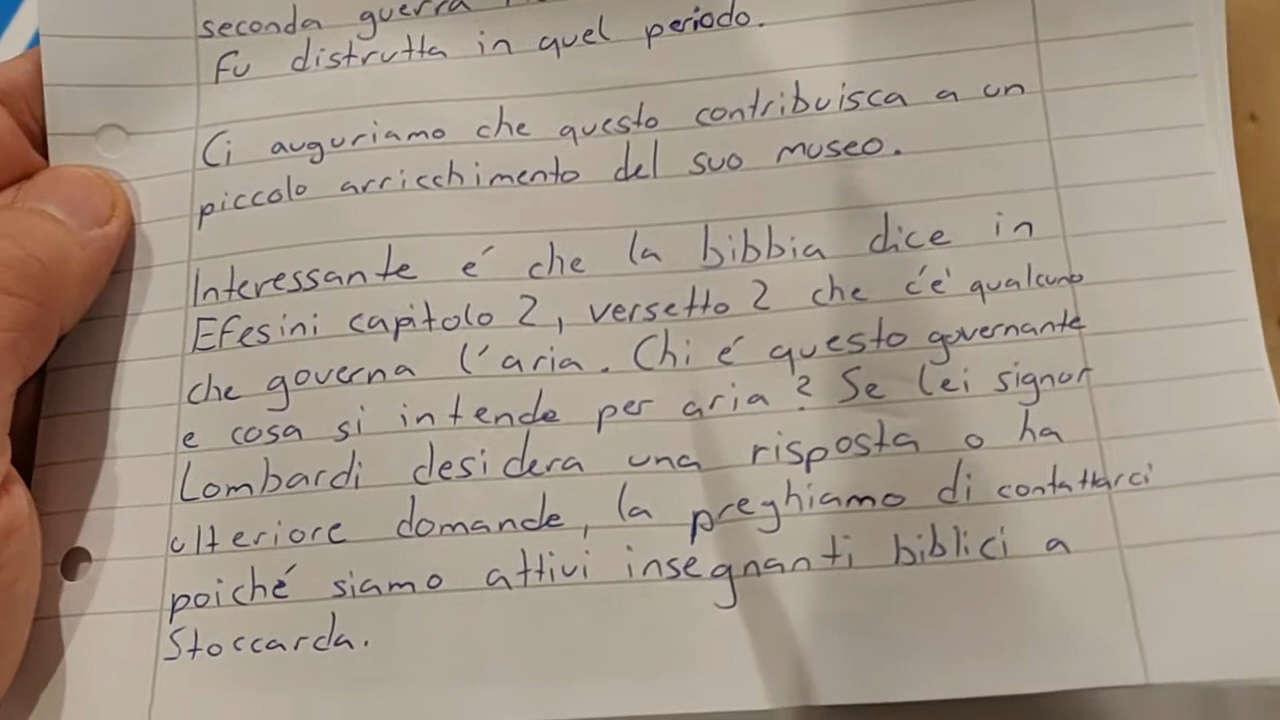 seconda guerra
fu distrutta in quel periodo.
Ci auguriamo che questo contribuisca a un
piccolo arricchimento del suo museo.
Interessante é che la bibbia dice in
Efesini capitolo 2, versetto 2 che c'é qualcuno
che governa l'aria. Chi é questo governante
e cosa si intende per aria? Se lei signor
Lombardi desidera una risposta o ha
ulteriore domande, la preghiamo di contattarci
poiché siamo attivi insegnanti biblici a
Stoccarda.